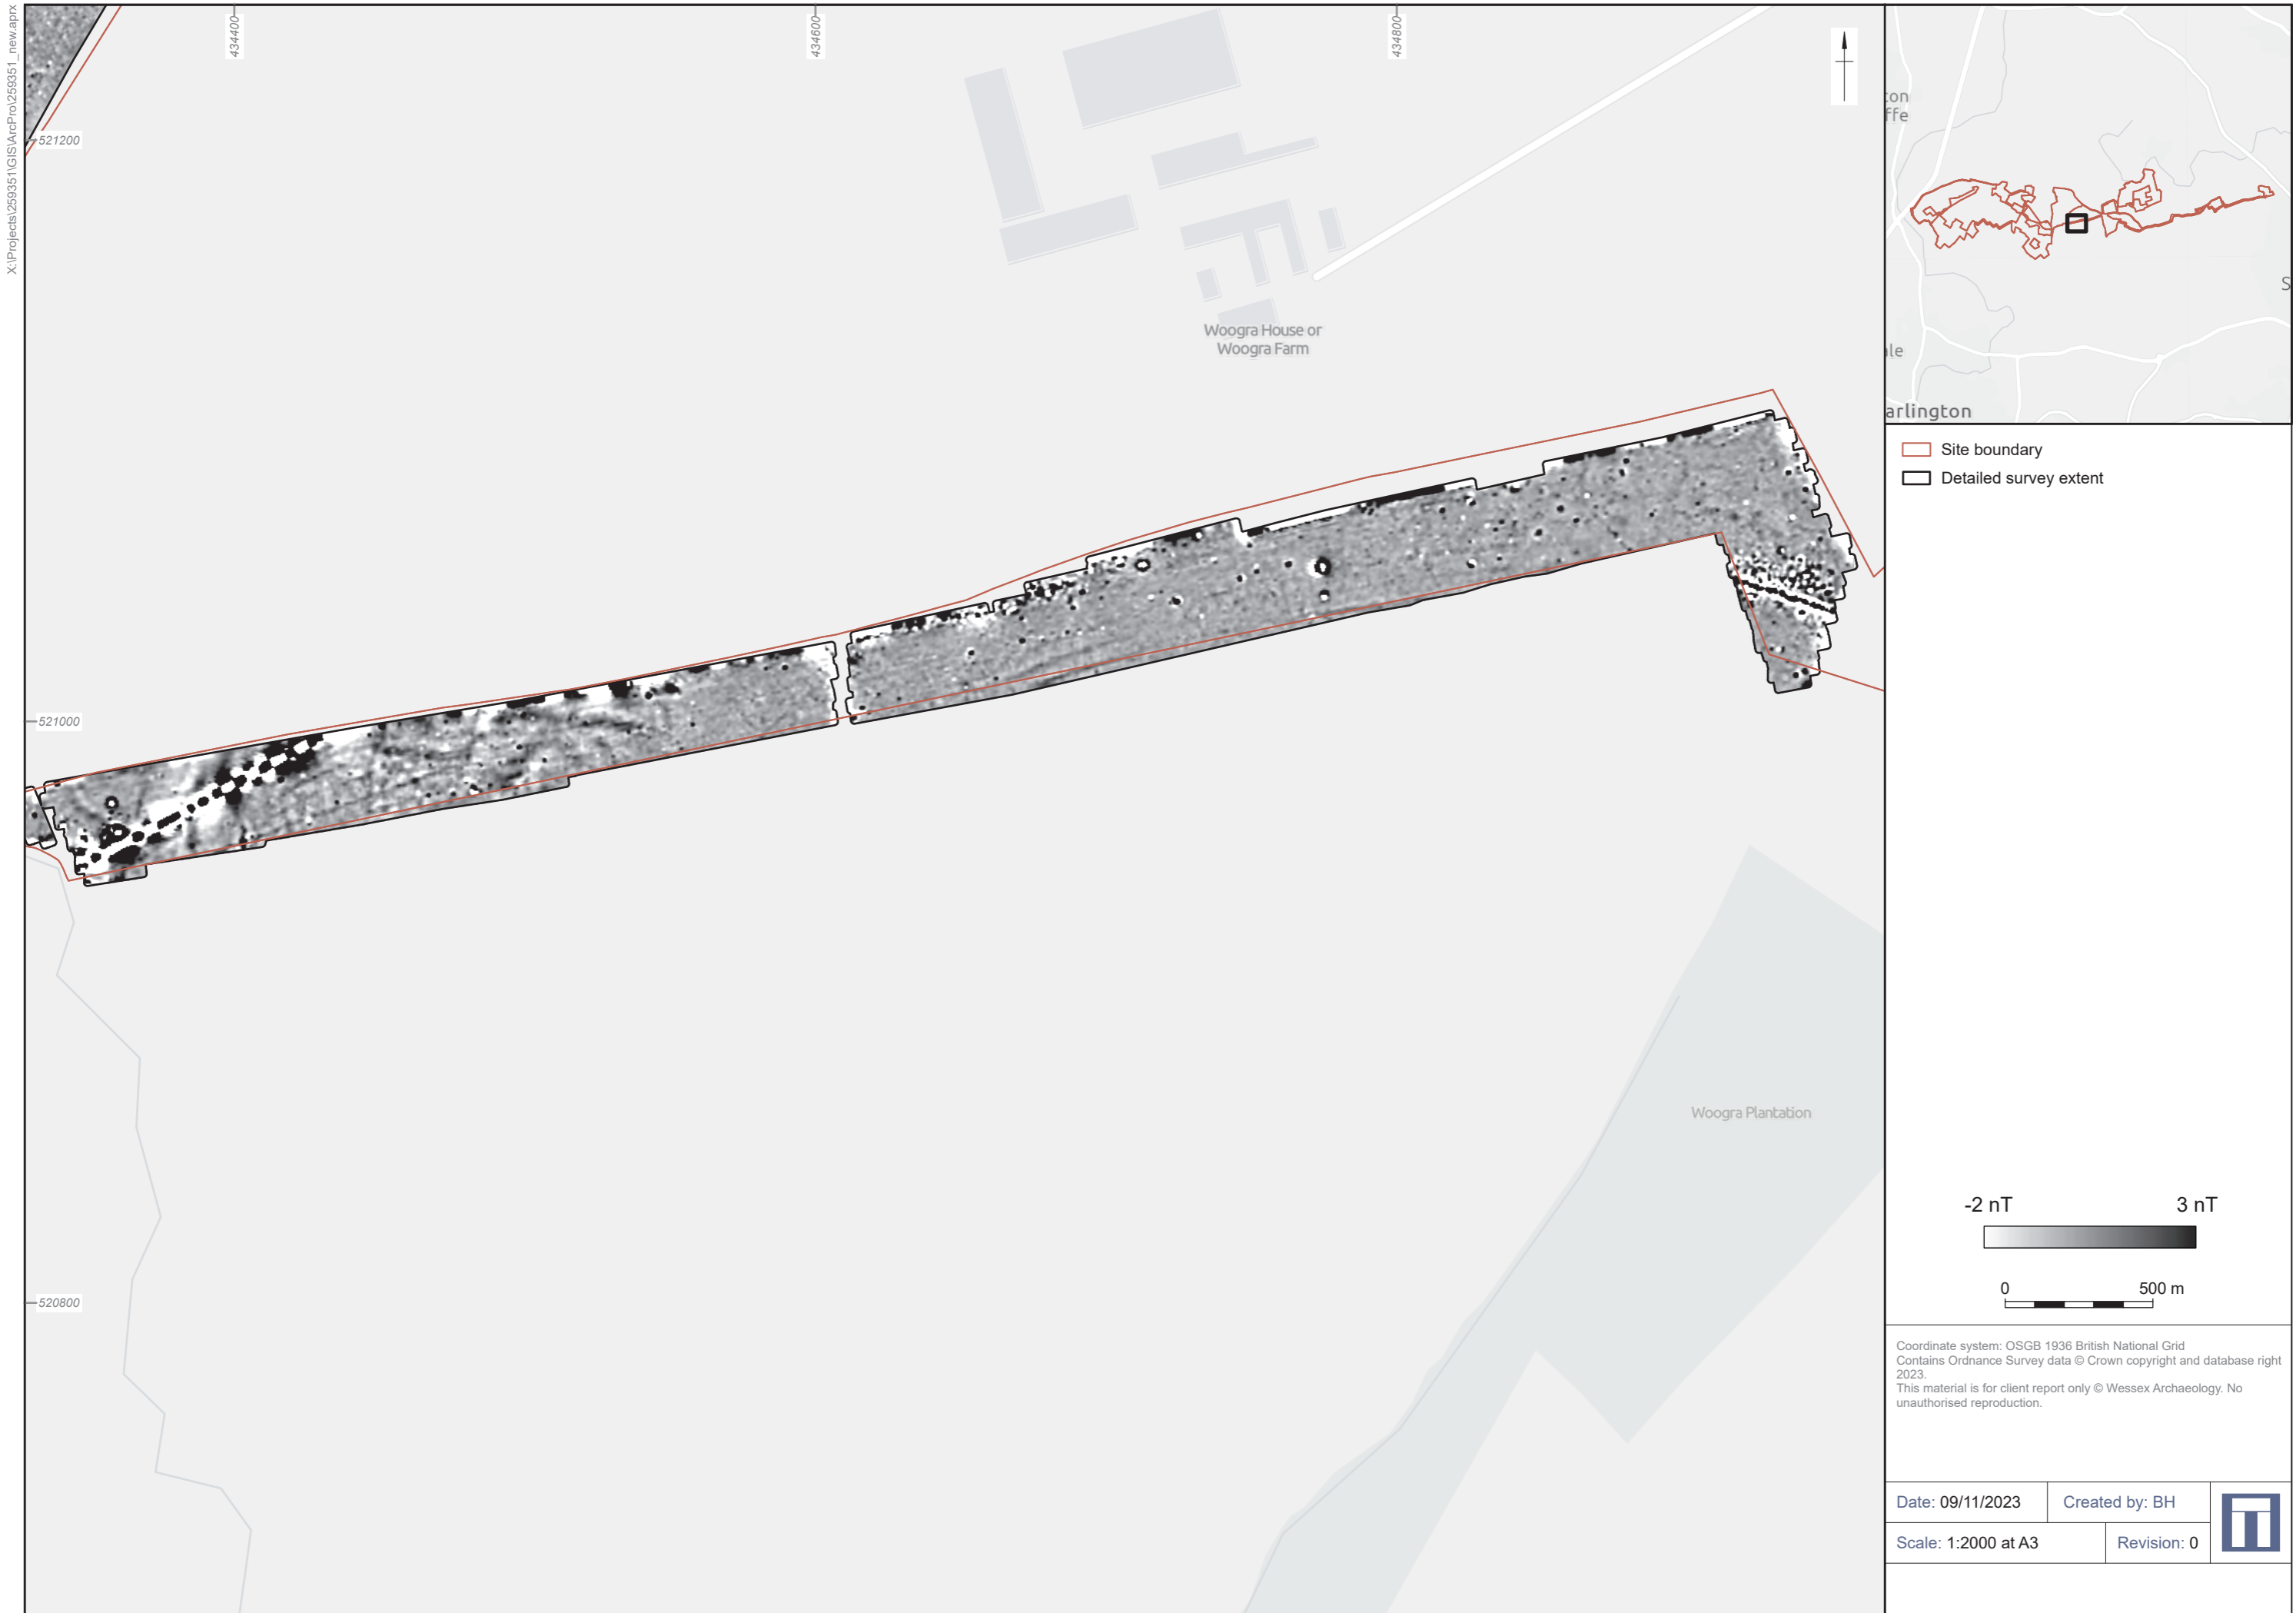 X:\Projects\259351\GIS\ArcPro\259351_new.aprx
434400
434600
434800
521200
521000
520800
Woogra House or
Woogra Farm
Woogra Plantation
ton
ffe
ale
arlington
S
Site boundary
Detailed survey extent
-2 nT
3 nT
0
500 m
Coordinate system: OSGB 1936 British National Grid
Contains Ordnance Survey data © Crown copyright and database right
2023.
This material is for client report only © Wessex Archaeology. No
unauthorised reproduction.
Date: 09/11/2023
Created by: BH
Scale: 1:2000 at A3
Revision: 0